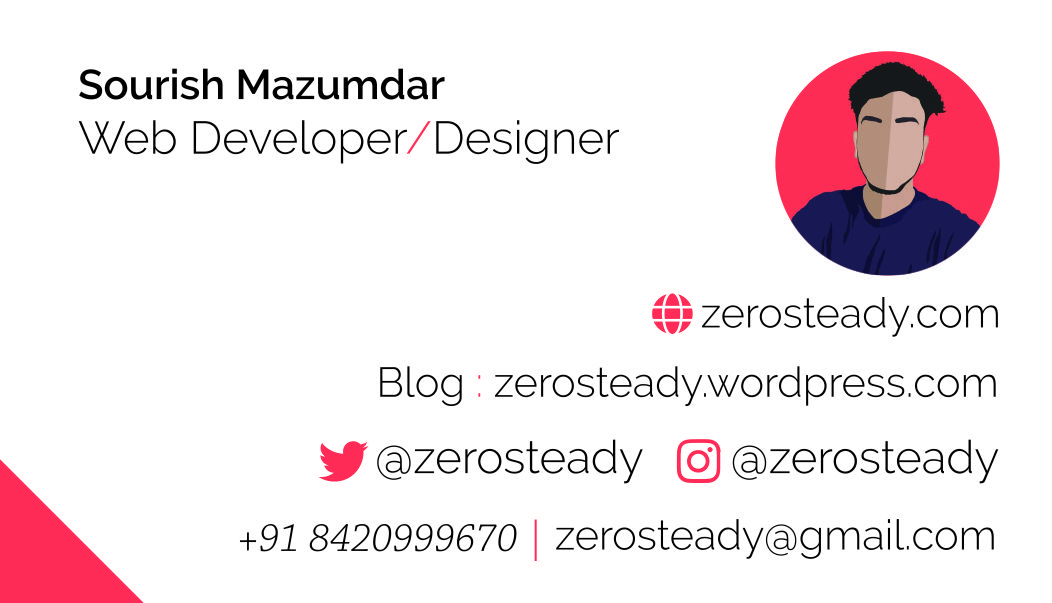 Sourish Mazumdar
Web Developer/Designer
zerosteady.com
Blog : zerosteady.wordpress.com
@zerosteady @zerosteady
+91 8420999670 | zerosteady@gmail.com